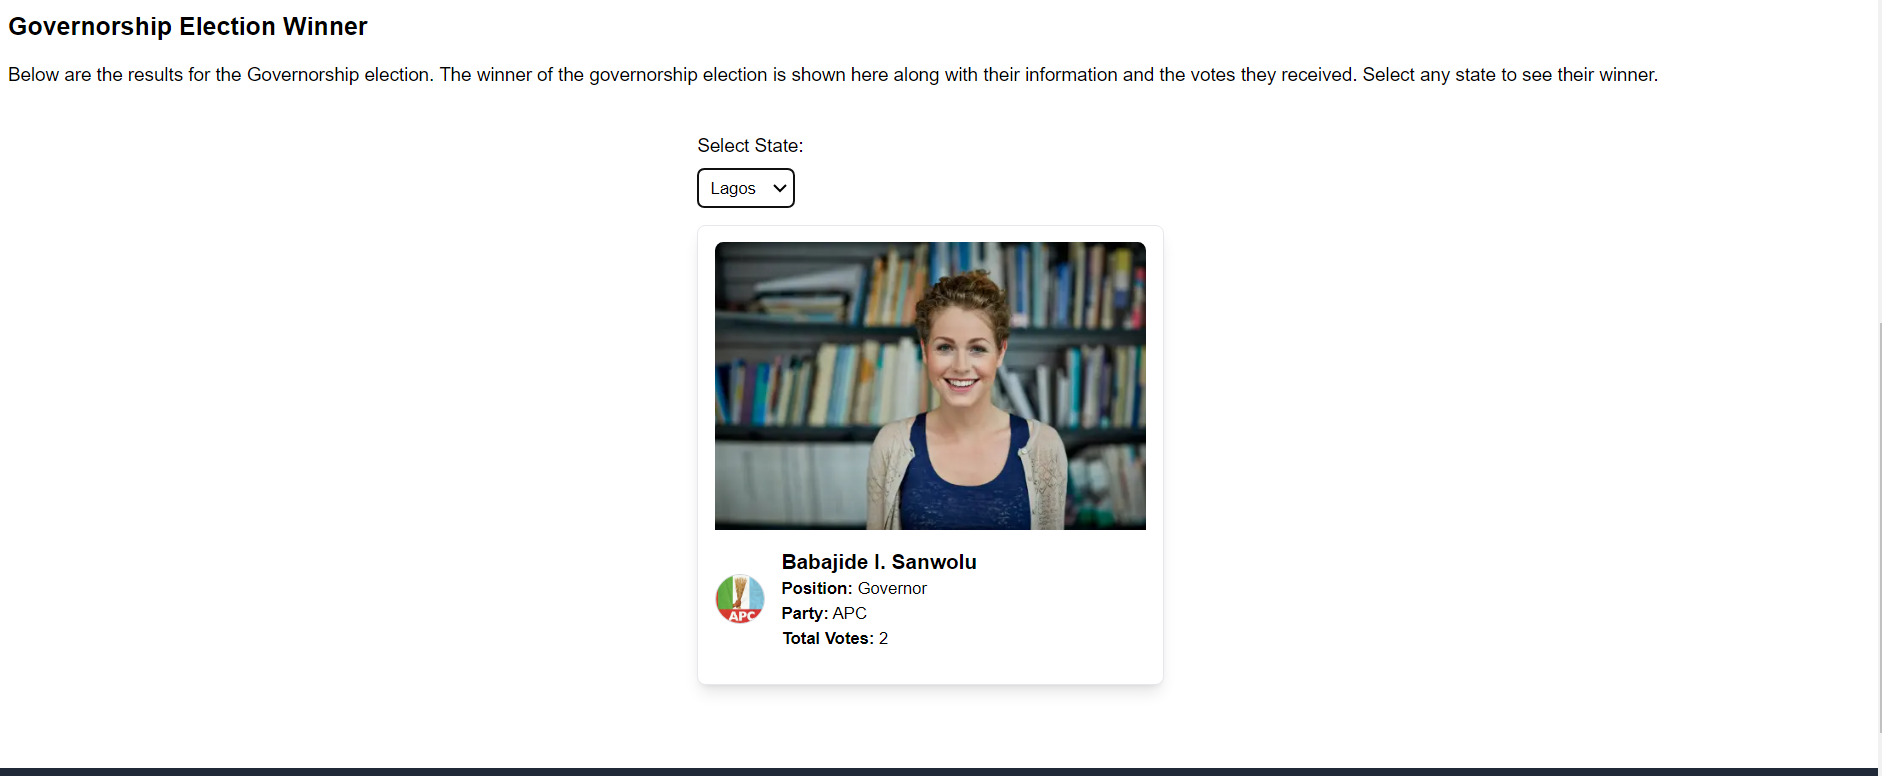 Governorship Election Winner
Below are the results for the Governorship election. The winner of the governorship election is shown here along with their information and the votes they received. Select any state to see their winner.
Select State:
Lagos
Babajide I. Sanwolu
Position: Governor
Party: APC
Total Votes: 2
APC